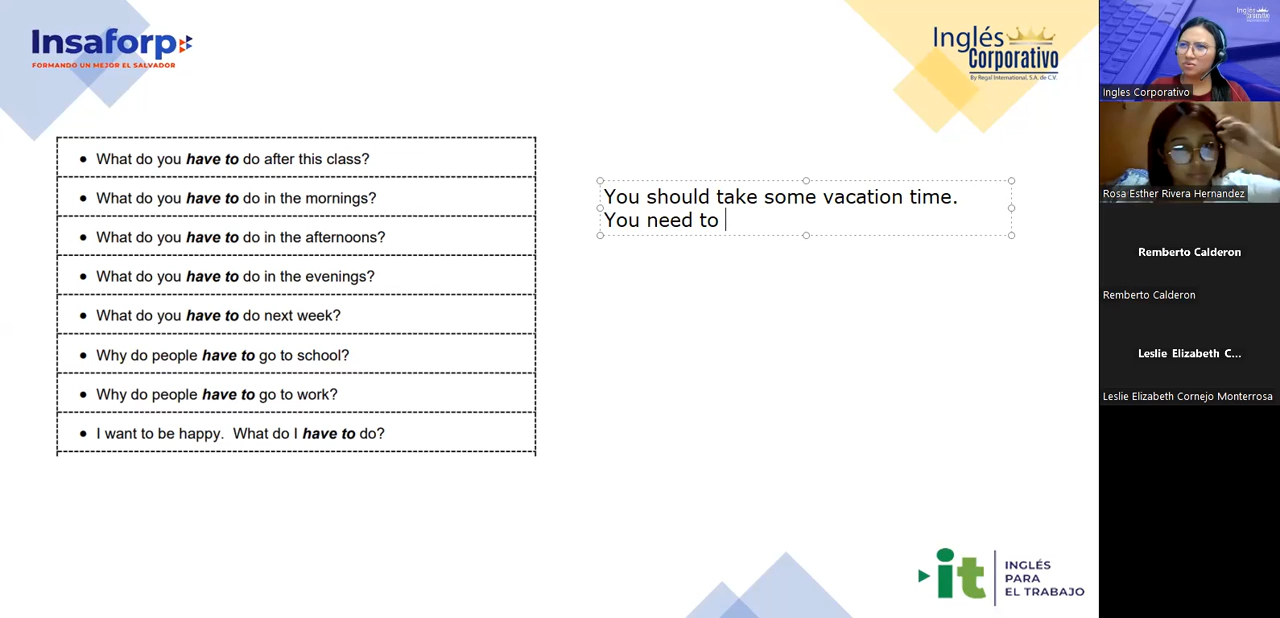 Insaforp
FORMANDO UN MEJOR EL SALVADOR
Inglés
Corporativo
By Regal International, S.A. de C.V.
• What do you have to do after this class?
• What do you have to do in the mornings?
• What do you have to do in the afternoons?
• What do you have to do in the evenings?
• What do you have to do next week?
• Why do people have to go to school?
• Why do people have to go to work?
• I want to be happy. What do I have to do?
You should take some vacation time.
You need to
it
INGLÉS
PARA
EL TRABAJO
Ingles Corporativo
Rosa Esther Rivera Hernandez
Remberto Calderon
Remberto Calderon
Leslie Elizabeth C...
Leslie Elizabeth Cornejo Monterrosa